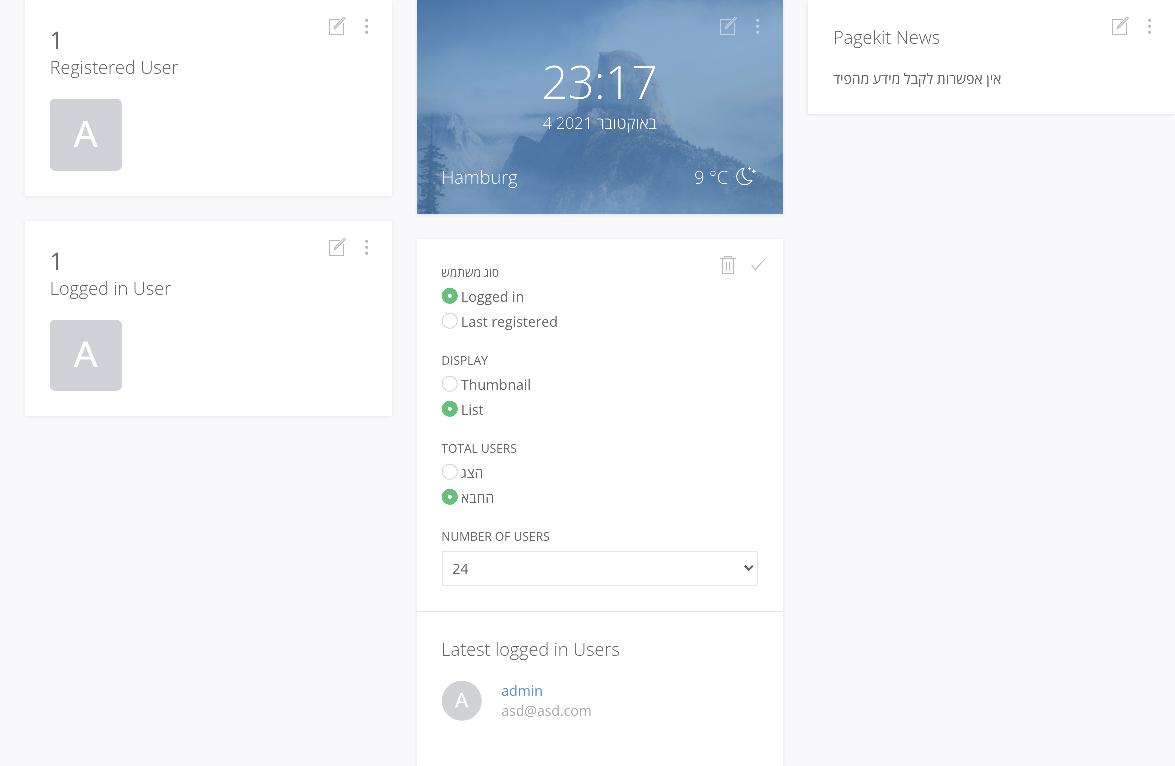 1
Registered User
A
1
Logged in User
A
23:17
4 באוקטובר 2021
Hamburg
9 °C
סוג משתמש
Logged in
Last registered
DISPLAY
Thumbnail
List
TOTAL USERS
הצג
החבא
NUMBER OF USERS
24
Latest logged in Users
A
admin
asd@asd.com
Pagekit News
אין אפשרות לקבל מידע מהפיד